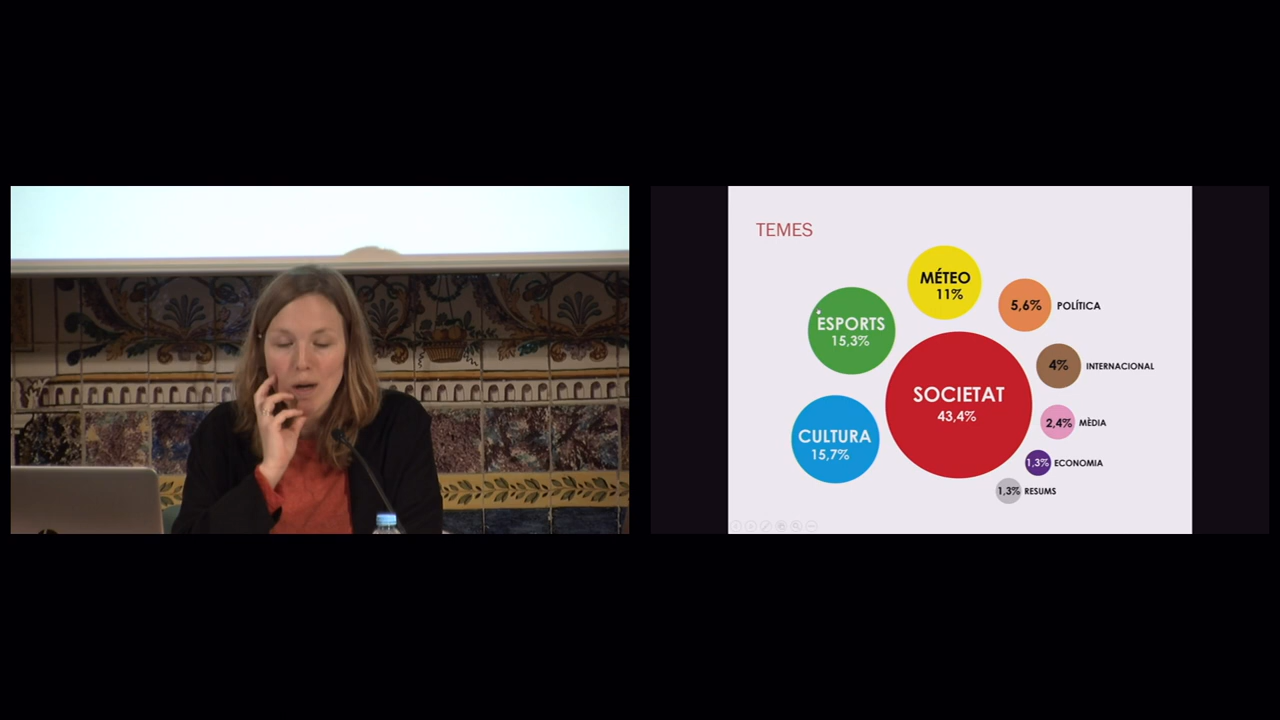 TEMES
MÉTEO
11%
5,6% POLÍTICA
ESPORTS
15,3%
4% INTERNACIONAL
SOCIETAT
43,4%
2,4% MÈDIA
CULTURA
15,7%
1,3% ECONOMIA
1,3% RESUMS